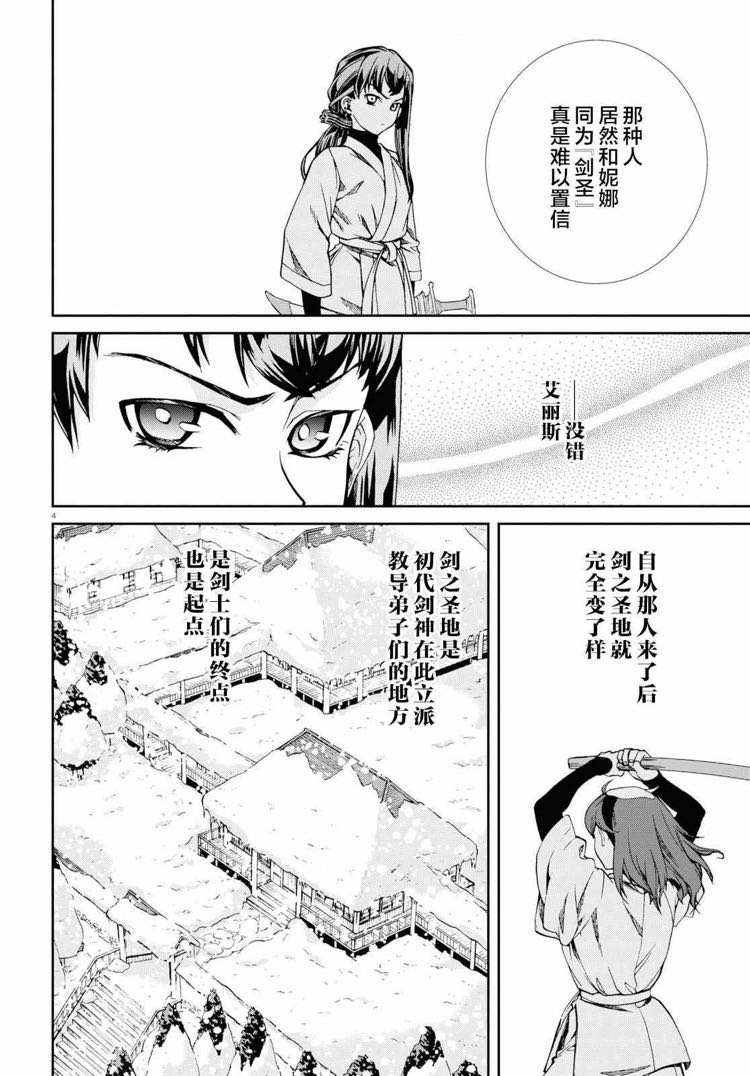 那种人
居然和妮娜
同为『剑圣』
真是难以置信
——没错
艾丽斯
4
自从那人来了后
剑之圣地就
完全变了样
剑之圣地是
初代剑神在此立派
教导弟子们的地方
是剑士们的终点
也是起点